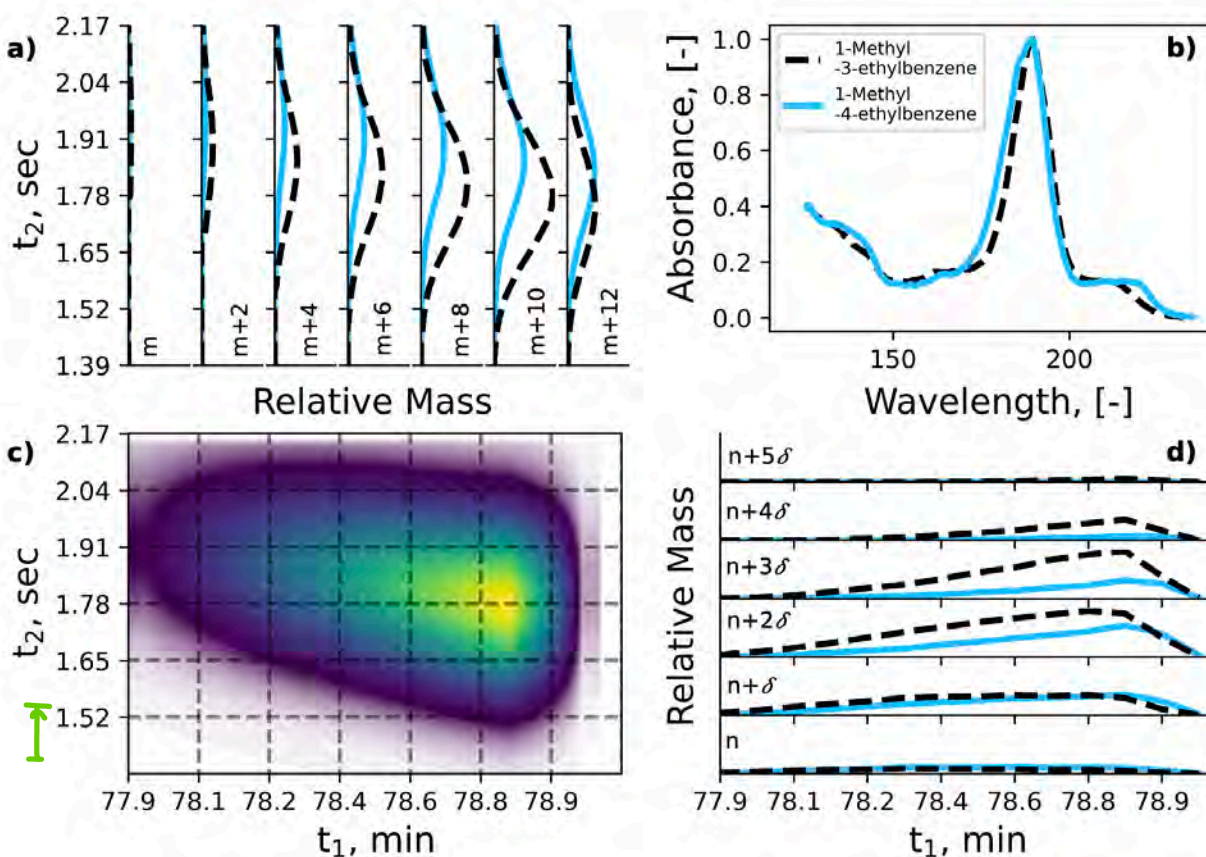 a)
2.17
2.04
1.91
1.78
1.65
1.52
1.39
t2, sec
m
m+2
m+4
m+6
m+8
m+10
m+12
Relative Mass
b)
1.0
0.8
0.6
0.4
0.2
0.0
Absorbance, [-]
1-Methyl
-3-ethylbenzene
1-Methyl
-4-ethylbenzene
150
200
Wavelength, [-]
c)
2.17
2.04
1.91
1.78
1.65
1.52
t2, sec
77.9 78.1 78.2 78.4 78.6 78.8 78.9
t1, min
d)
Relative Mass
n+5δ
n+4δ
n+3δ
n+2δ
n+δ
n
77.9 78.1 78.2 78.4 78.6 78.8 78.9
t1, min